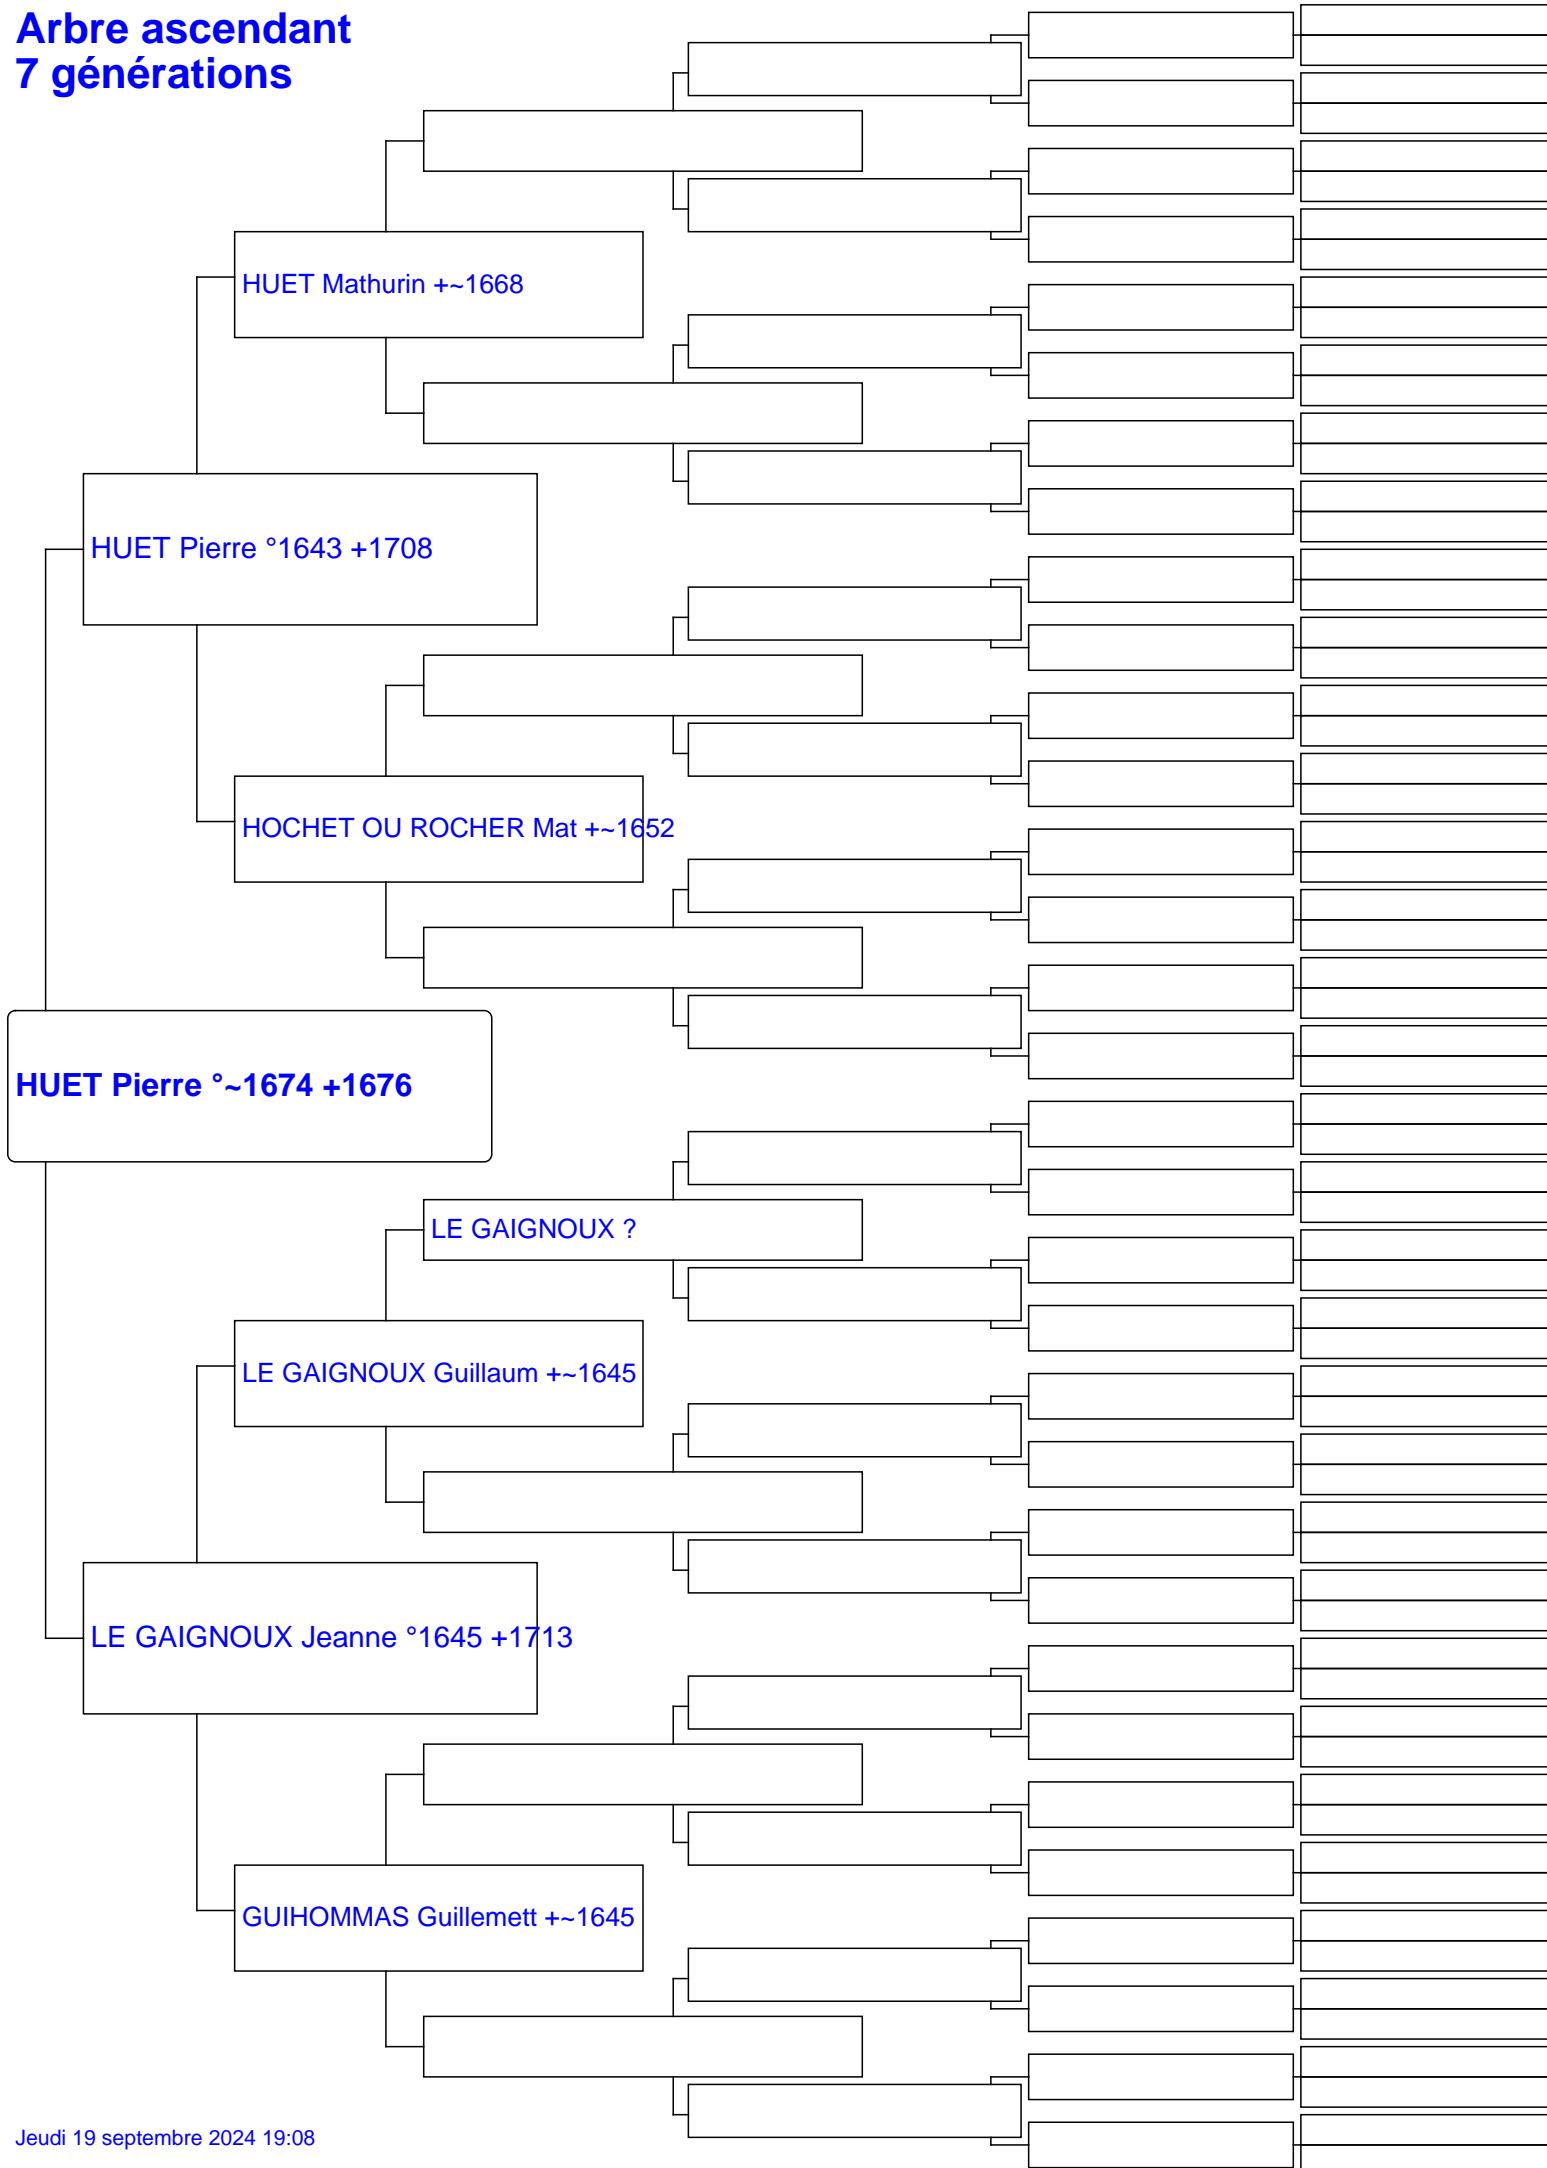 Arbre ascendant
7 générations
HUET Mathurin +~1668
HUET Pierre °1643 +1708
HOCHET OU ROCHER Mat +~1652
HUET Pierre °~1674 +1676
LE GAIGNOUX ?
LE GAIGNOUX Guillaum +~1645
LE GAIGNOUX Jeanne °1645 +1713
GUIHOMMAS Guillemett +~1645
Jeudi 19 septembre 2024 19:08